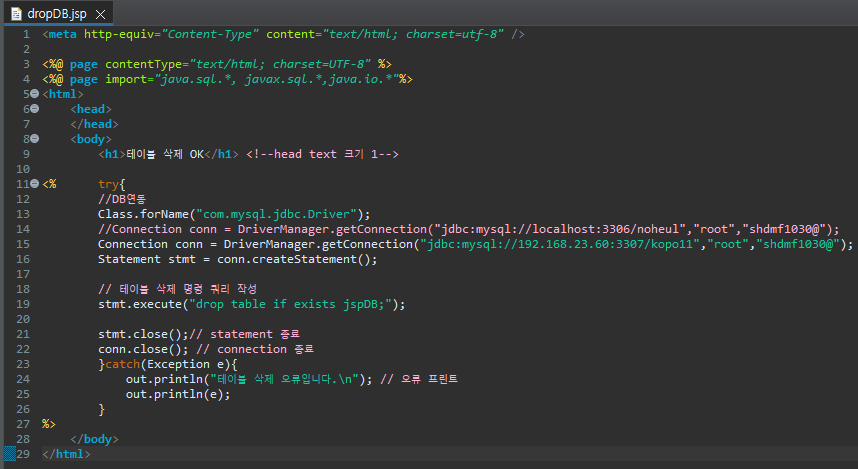 dropDB.jsp
1 <meta http-equiv="Content-Type" content="text/html; charset=utf-8" />
2
3 <%@ page contentType="text/html; charset=UTF-8" %>
4 <%@ page import="java.sql.*, javax.sql.*,java.io.*"%>
5 <html>
6 <head>
7 </head>
8 <body>
9 <h1>테이블 삭제 OK</h1> <!--head text 크기 1-->
10
11 <% try{
12 //DB연동
13 Class.forName("com.mysql.jdbc.Driver");
14 //Connection conn = DriverManager.getConnection("jdbc:mysql://localhost:3306/noheul","root","shdmf1030@");
15 Connection conn = DriverManager.getConnection("jdbc:mysql://192.168.23.60:3307/kopo11","root","shdmf1030@");
16 Statement stmt = conn.createStatement();
17
18 // 테이블 삭제 명령 쿼리 작성
19 stmt.execute("drop table if exists jspDB;");
20
21 stmt.close();// statement 종료
22 conn.close(); // connection 종료
23 }catch(Exception e){
24 out.println("테이블 삭제 오류입니다.\n"); // 오류 프린트
25 out.println(e);
26 }
27 %>
28 </body>
29 </html>